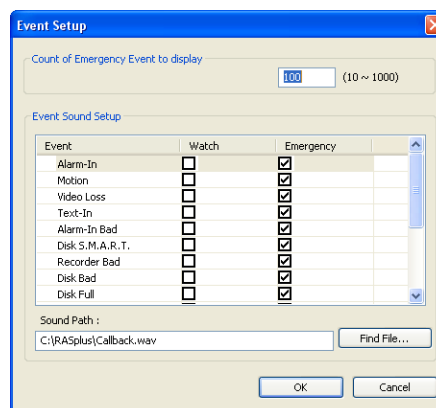 Event Setup
Count of Emergency Event to display
100 (10 ~ 1000)
Event Sound Setup
Event Watch Emergency
Alarm-In
Motion
Video Loss
Text-In
Alarm-In Bad
Disk S.M.A.R.T.
Recorder Bad
Disk Bad
Disk Full
Sound Path :
C:\RASplus\Callback.wav Find File...
OK Cancel